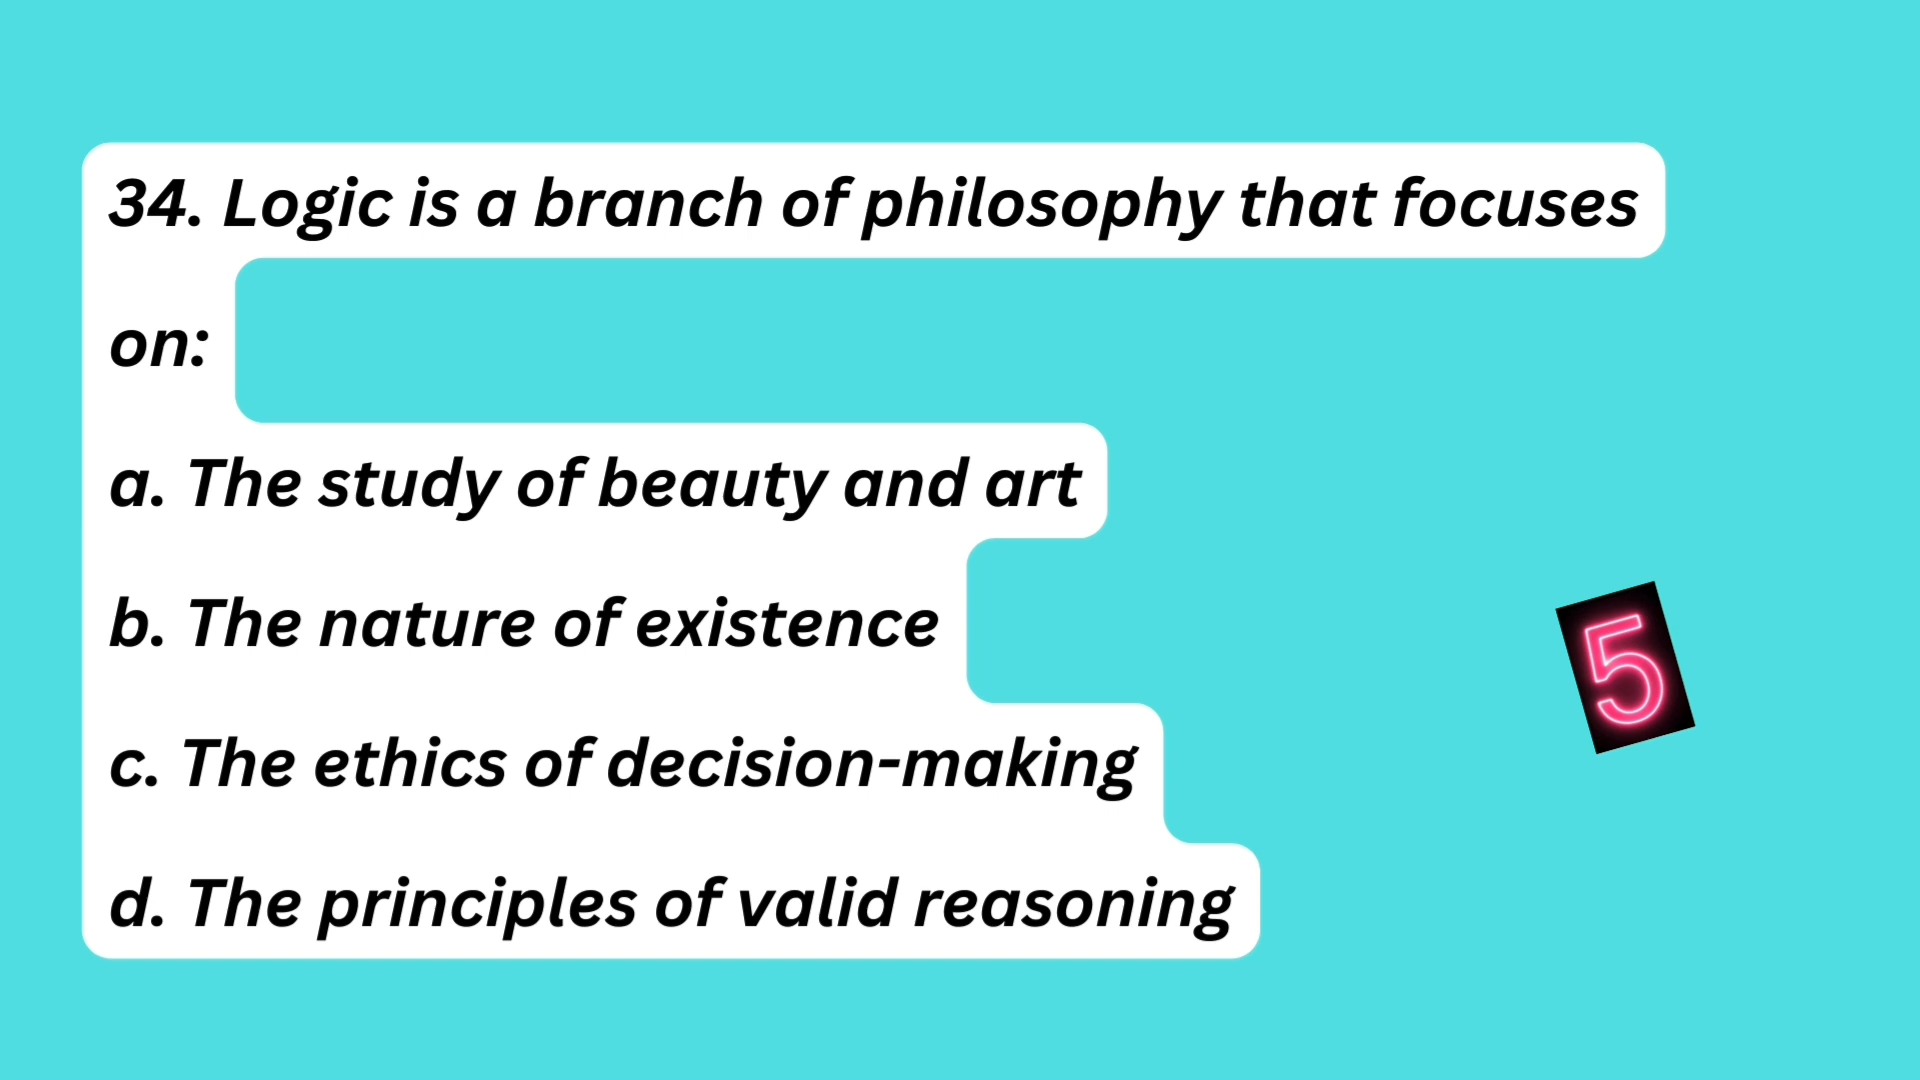 34. Logic is a branch of philosophy that focuses
on:
a. The study of beauty and art
b. The nature of existence
c. The ethics of decision-making
d. The principles of valid reasoning
5